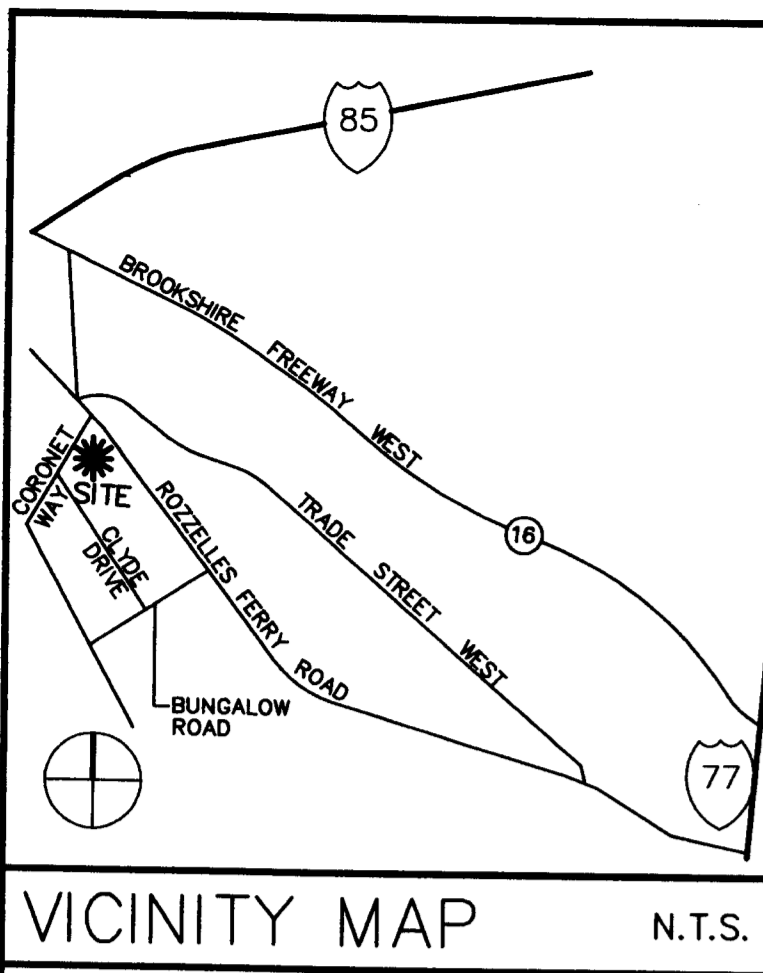 85
BROOKSHIRE FREEWAY WEST
16
CORONET
WAY
SITE
CLYDE
DRIVE
ROZZELLES FERRY ROAD
TRADE STREET WEST
BUNGALOW
ROAD
77
VICINITY MAP N.T.S.